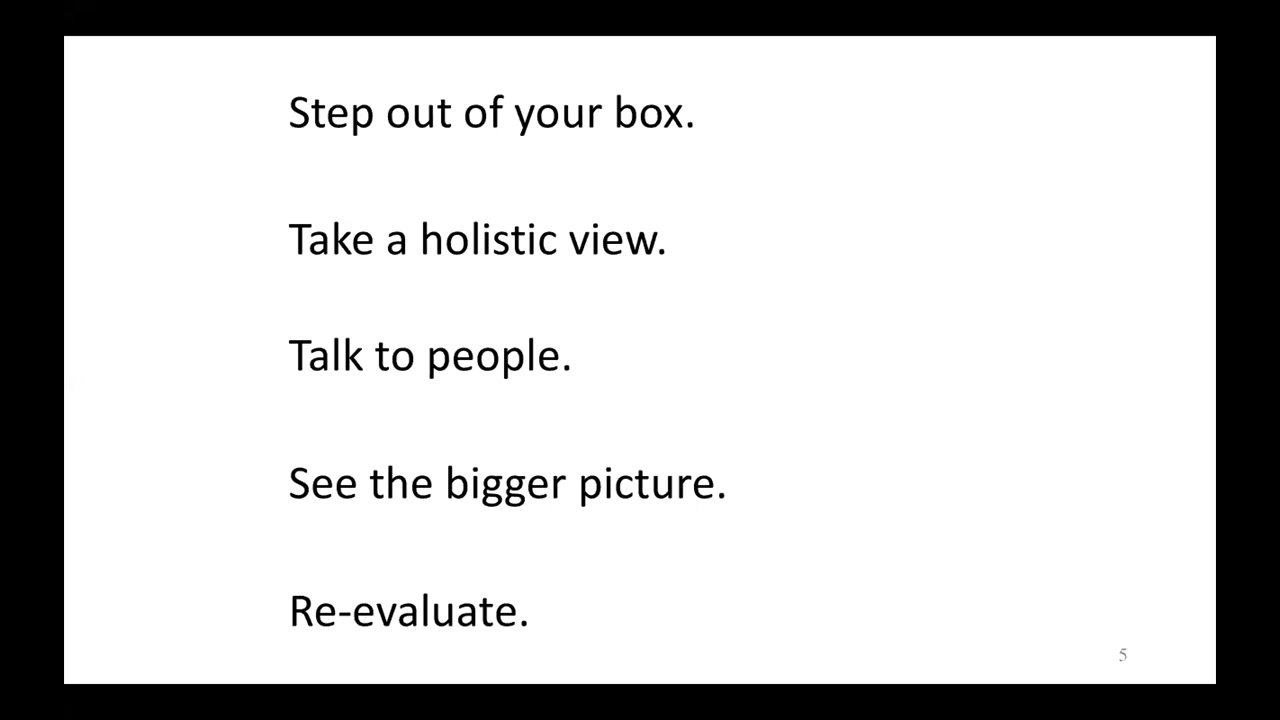 Step out of your box.
Take a holistic view.
Talk to people.
See the bigger picture.
Re-evaluate.
5